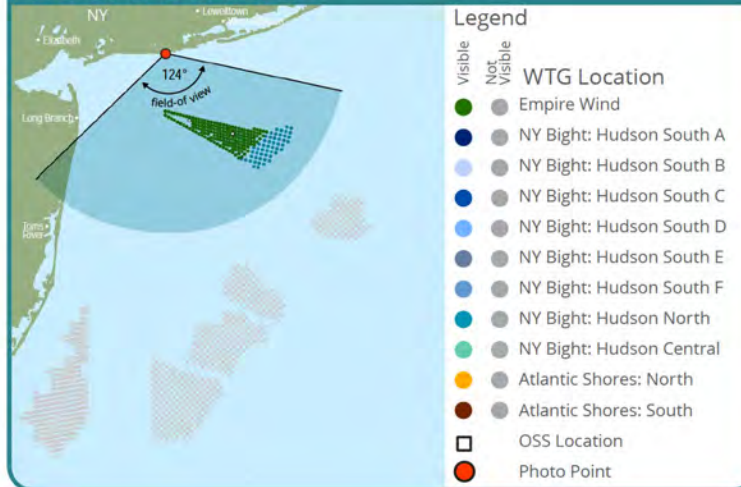 NY
Levittown
Elizabeth
124°
field-of view
Long Branch
Toms
River
Legend
Visible
Not
Visible
WTG Location
Empire Wind
NY Bight: Hudson South A
NY Bight: Hudson South B
NY Bight: Hudson South C
NY Bight: Hudson South D
NY Bight: Hudson South E
NY Bight: Hudson South F
NY Bight: Hudson North
NY Bight: Hudson Central
Atlantic Shores: North
Atlantic Shores: South
OSS Location
Photo Point